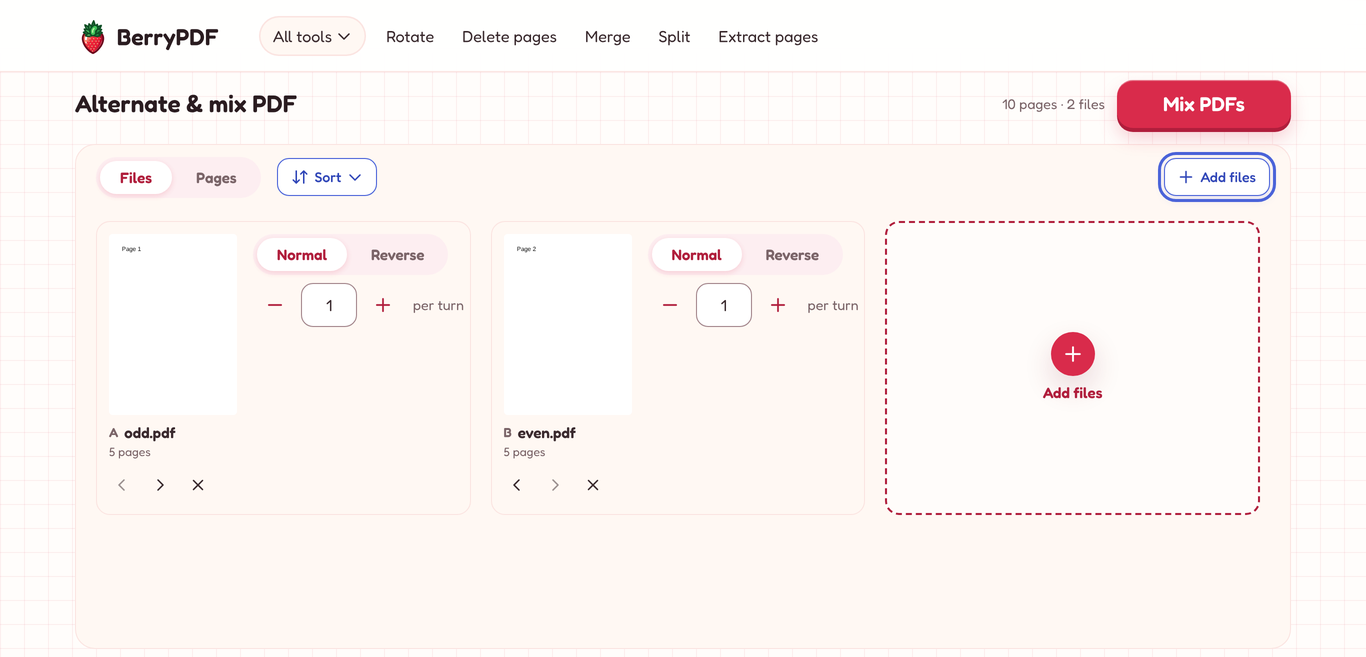 BerryPDF
All tools
Rotate
Delete pages
Merge
Split
Extract pages
Alternate & mix PDF
10 pages · 2 files
Mix PDFs
Files
Pages
Sort
Add files
Page 1
Normal
Reverse
1
per turn
A odd.pdf
5 pages
Page 2
Normal
Reverse
1
per turn
B even.pdf
5 pages
Add files